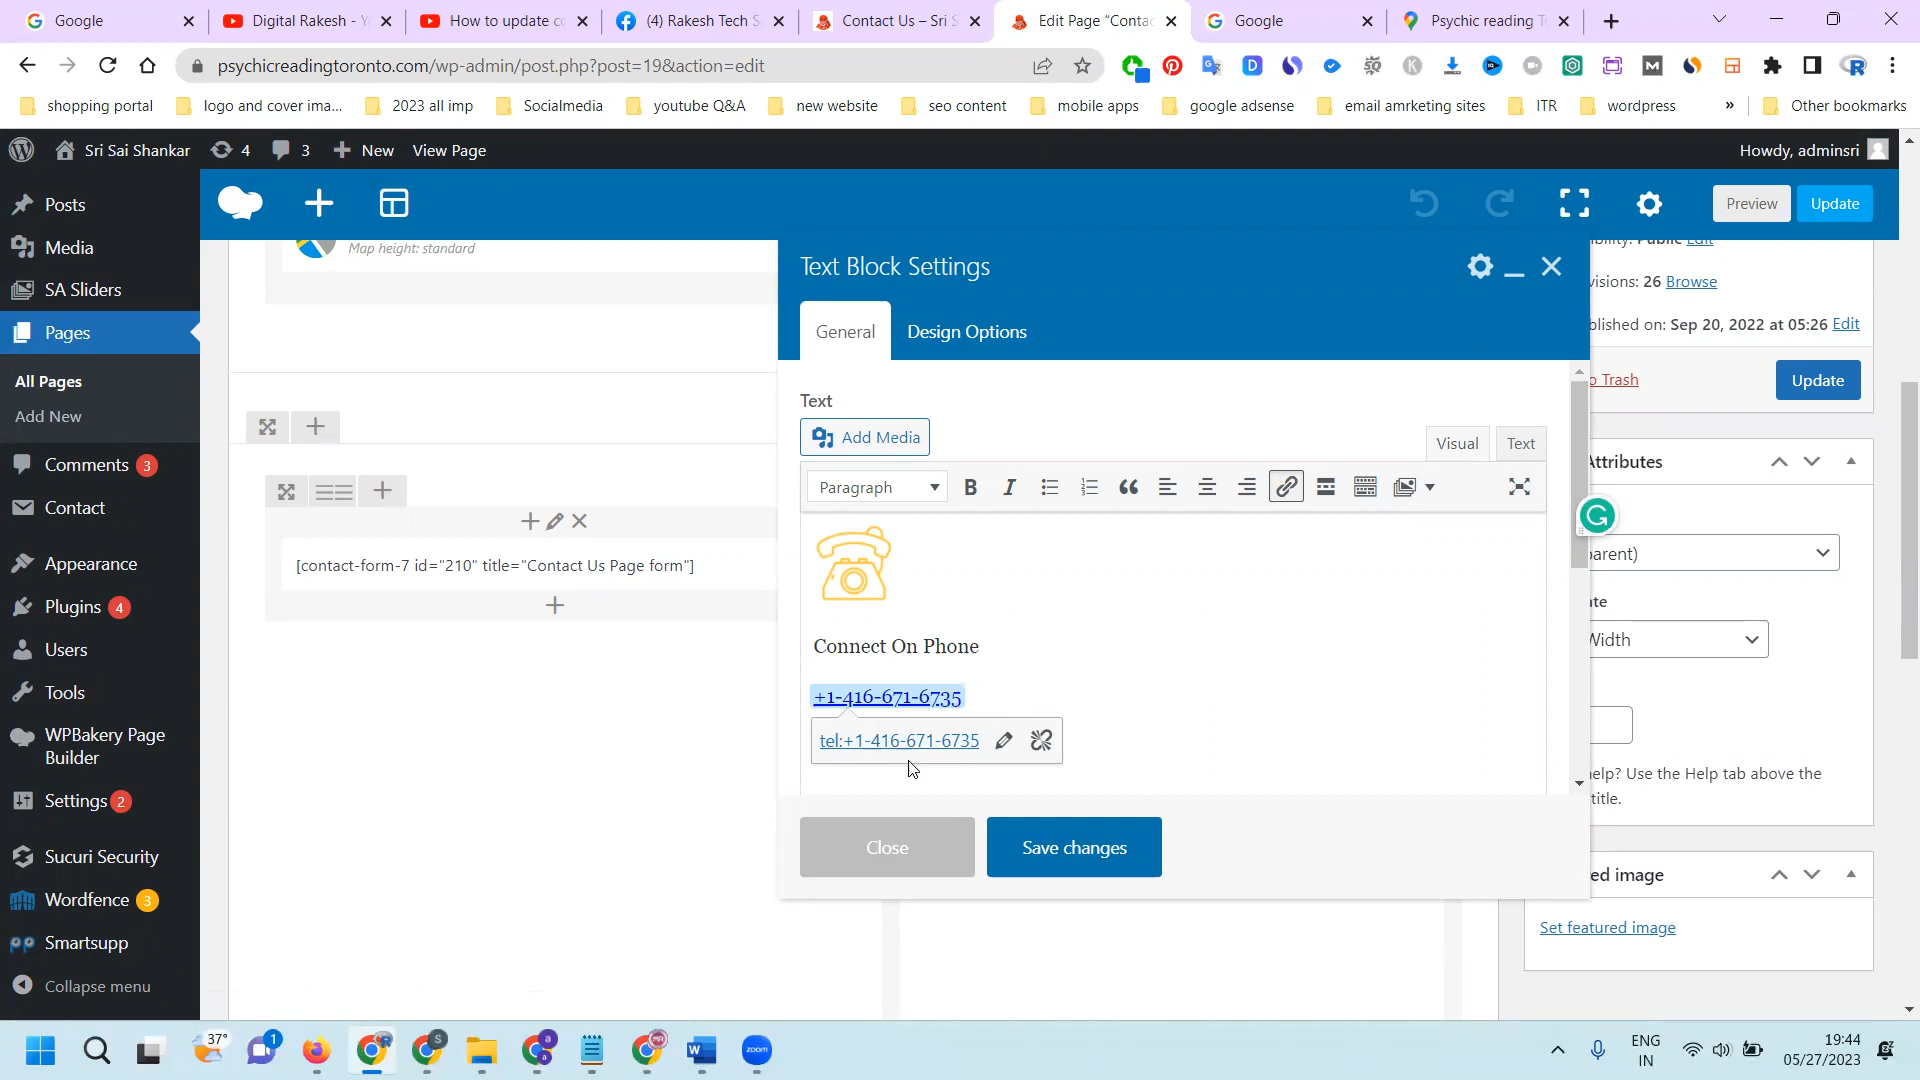 Google
Digital Rakesh - Y
How to update co
(4) Rakesh Tech S
Contact Us – Sri S
Edit Page "Contac
Google
Psychic reading To
psychicreadingtoronto.com/wp-admin/post.php?post=19&action=edit
shopping portal
logo and cover ima...
2023 all imp
Socialmedia
youtube Q&A
new website
seo content
mobile apps
google adsense
email amrketing sites
ITR
wordpress
»
Other bookmarks
Sri Sai Shankar
4
3
New
View Page
Howdy, adminsri
Posts
Media
SA Sliders
Pages
All Pages
Add New
Comments 3
Contact
Appearance
Plugins 4
Users
Tools
WPBakery Page
Builder
Settings 2
Sucuri Security
Wordfence 3
Smartsupp
Collapse menu
Preview
Update
Map height: standard
[contact-form-7 id="210" title="Contact Us Page form"]
Text Block Settings
General
Design Options
Text
Add Media
Visual
Text
Paragraph
Connect On Phone
+1-416-671-6735
tel:+1-416-671-6735
Close
Save changes
bility: Public Edit
visions: 26 Browse
blished on: Sep 20, 2022 at 05:26 Edit
o Trash
Update
Attributes
parent)
ate
Width
elp? Use the Help tab above the
title.
ed image
Set featured image
37°
1
zoom
ENG
IN
19:44
05/27/2023